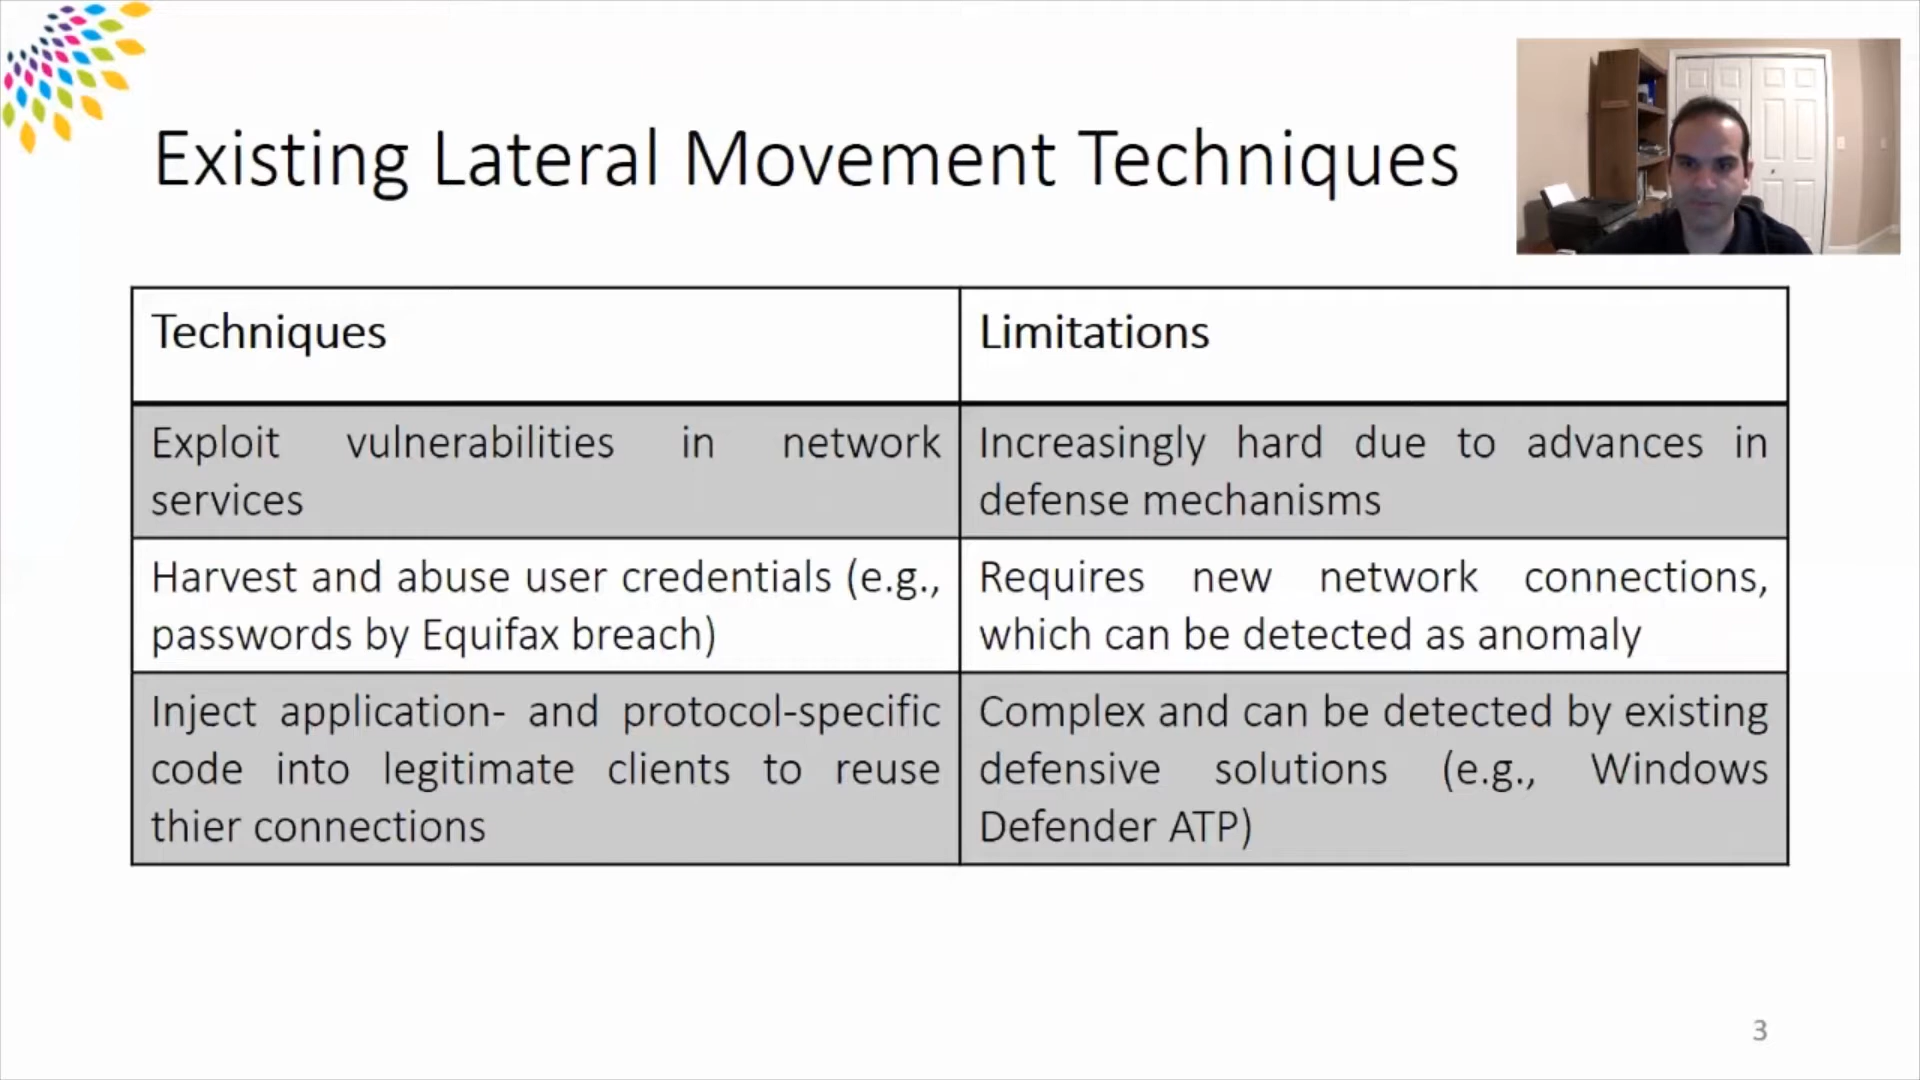 Existing Lateral Movement Techniques
Techniques
Limitations
Exploit vulnerabilities in network
services
Increasingly hard due to advances in
defense mechanisms
Harvest and abuse user credentials (e.g.,
passwords by Equifax breach)
Requires new network connections,
which can be detected as anomaly
Inject application- and protocol-specific
code into legitimate clients to reuse
thier connections
Complex and can be detected by existing
defensive solutions (e.g., Windows
Defender ATP)
3